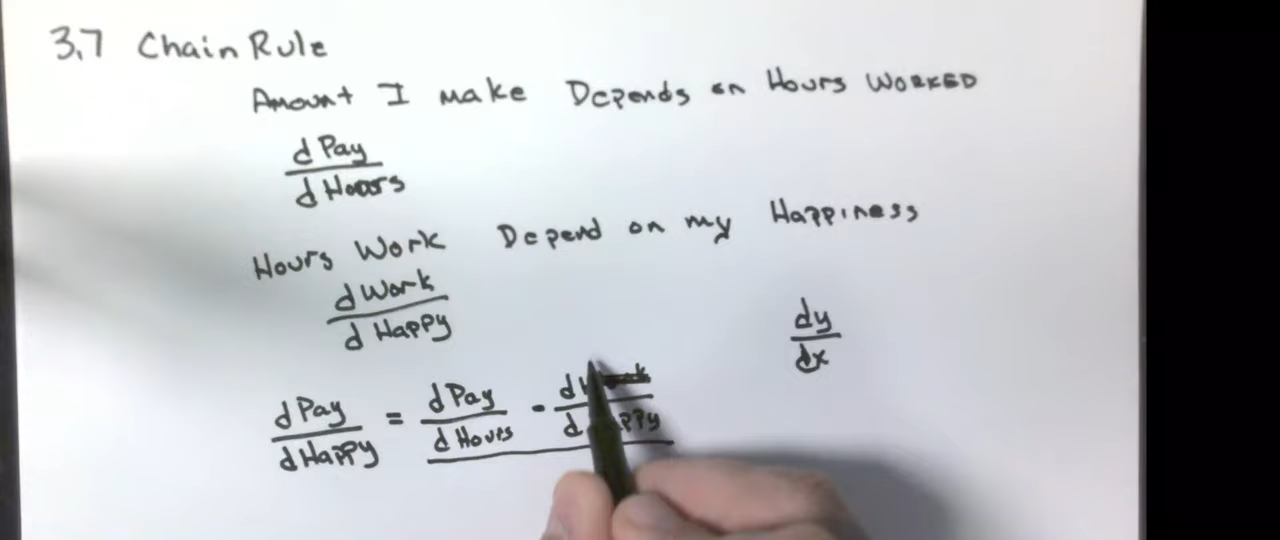 3.7 Chain Rule
Amount I make Depends on Hours WORKED
d Pay
d Hours
Hours Work Depend on my Happiness
d Work
d Happy
dy
dx
d Pay
d Happy
=
d Pay
d Hours
·
d
d